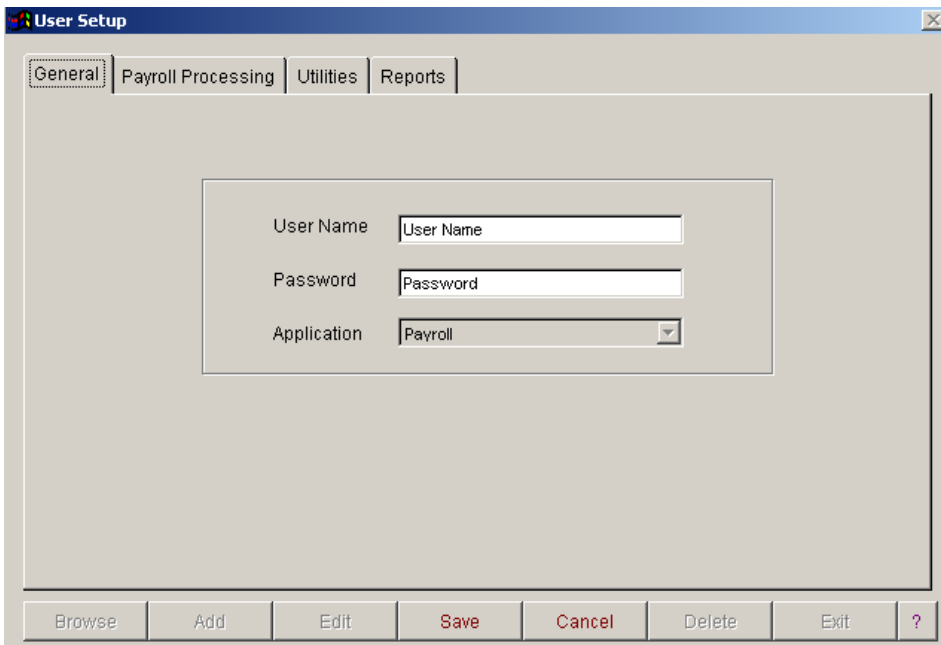 User Setup
General Payroll Processing Utilities Reports
User Name User Name
Password Password
Application Payroll
Browse Add Edit Save Cancel Delete Exit ?